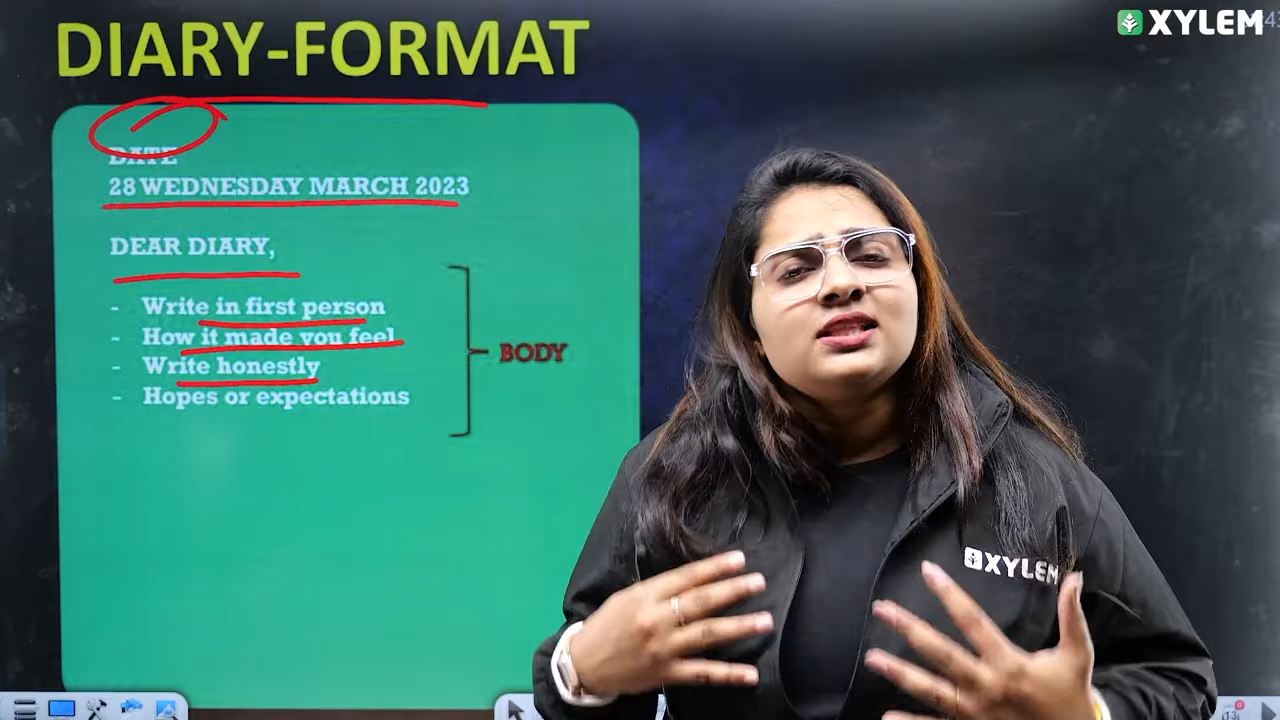 DIARY-FORMAT
XYLEM
DATE
28 WEDNESDAY MARCH 2023
DEAR DIARY,
- Write in first person
- How it made you feel
- Write honestly
- Hopes or expectations
BODY
XYLEM